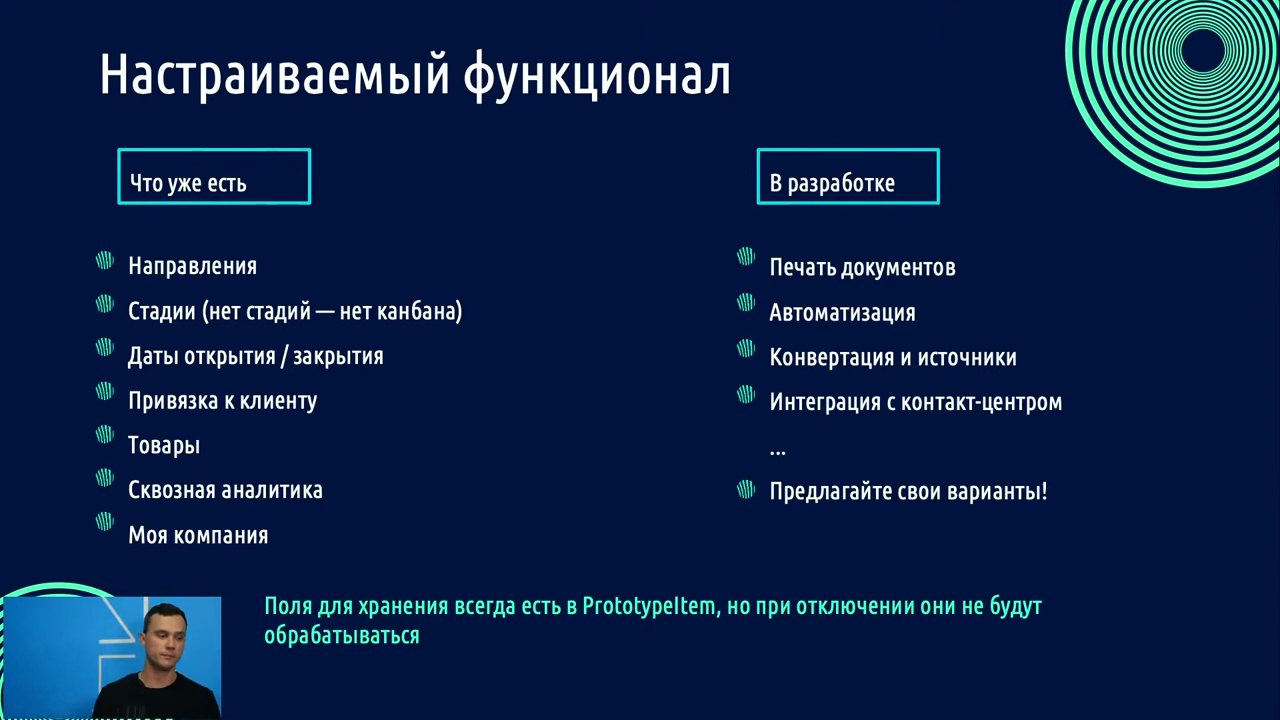 Настраиваемый функционал
Что уже есть
Направления
Стадии (нет стадий — нет канбана)
Даты открытия / закрытия
Привязка к клиенту
Товары
Сквозная аналитика
Моя компания
В разработке
Печать документов
Автоматизация
Конвертация и источники
Интеграция с контакт-центром
...
Предлагайте свои варианты!
Поля для хранения всегда есть в PrototypeItem, но при отключении они не будут
обрабатываться